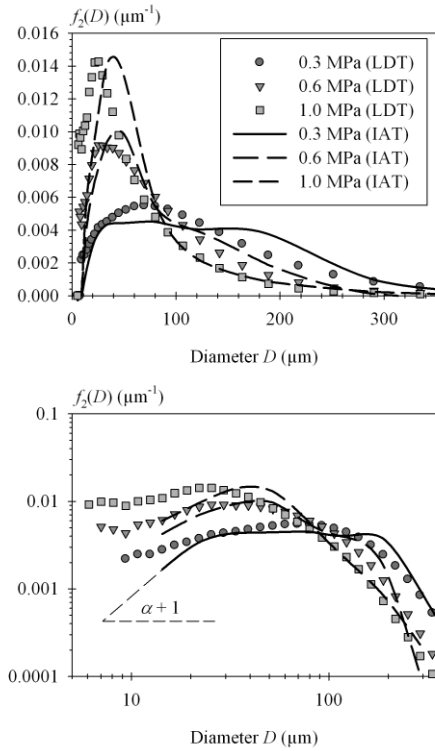 f₂(D) (µm⁻¹)
0.016
0.014
0.012
0.010
0.008
0.006
0.004
0.002
0.000
0.3 MPa (LDT)
0.6 MPa (LDT)
1.0 MPa (LDT)
0.3 MPa (IAT)
0.6 MPa (IAT)
1.0 MPa (IAT)
0 100 200 300
Diameter D (µm)
f₂(D) (µm⁻¹)
0.1
0.01
0.001
0.0001
α + 1
10 100
Diameter D (µm)